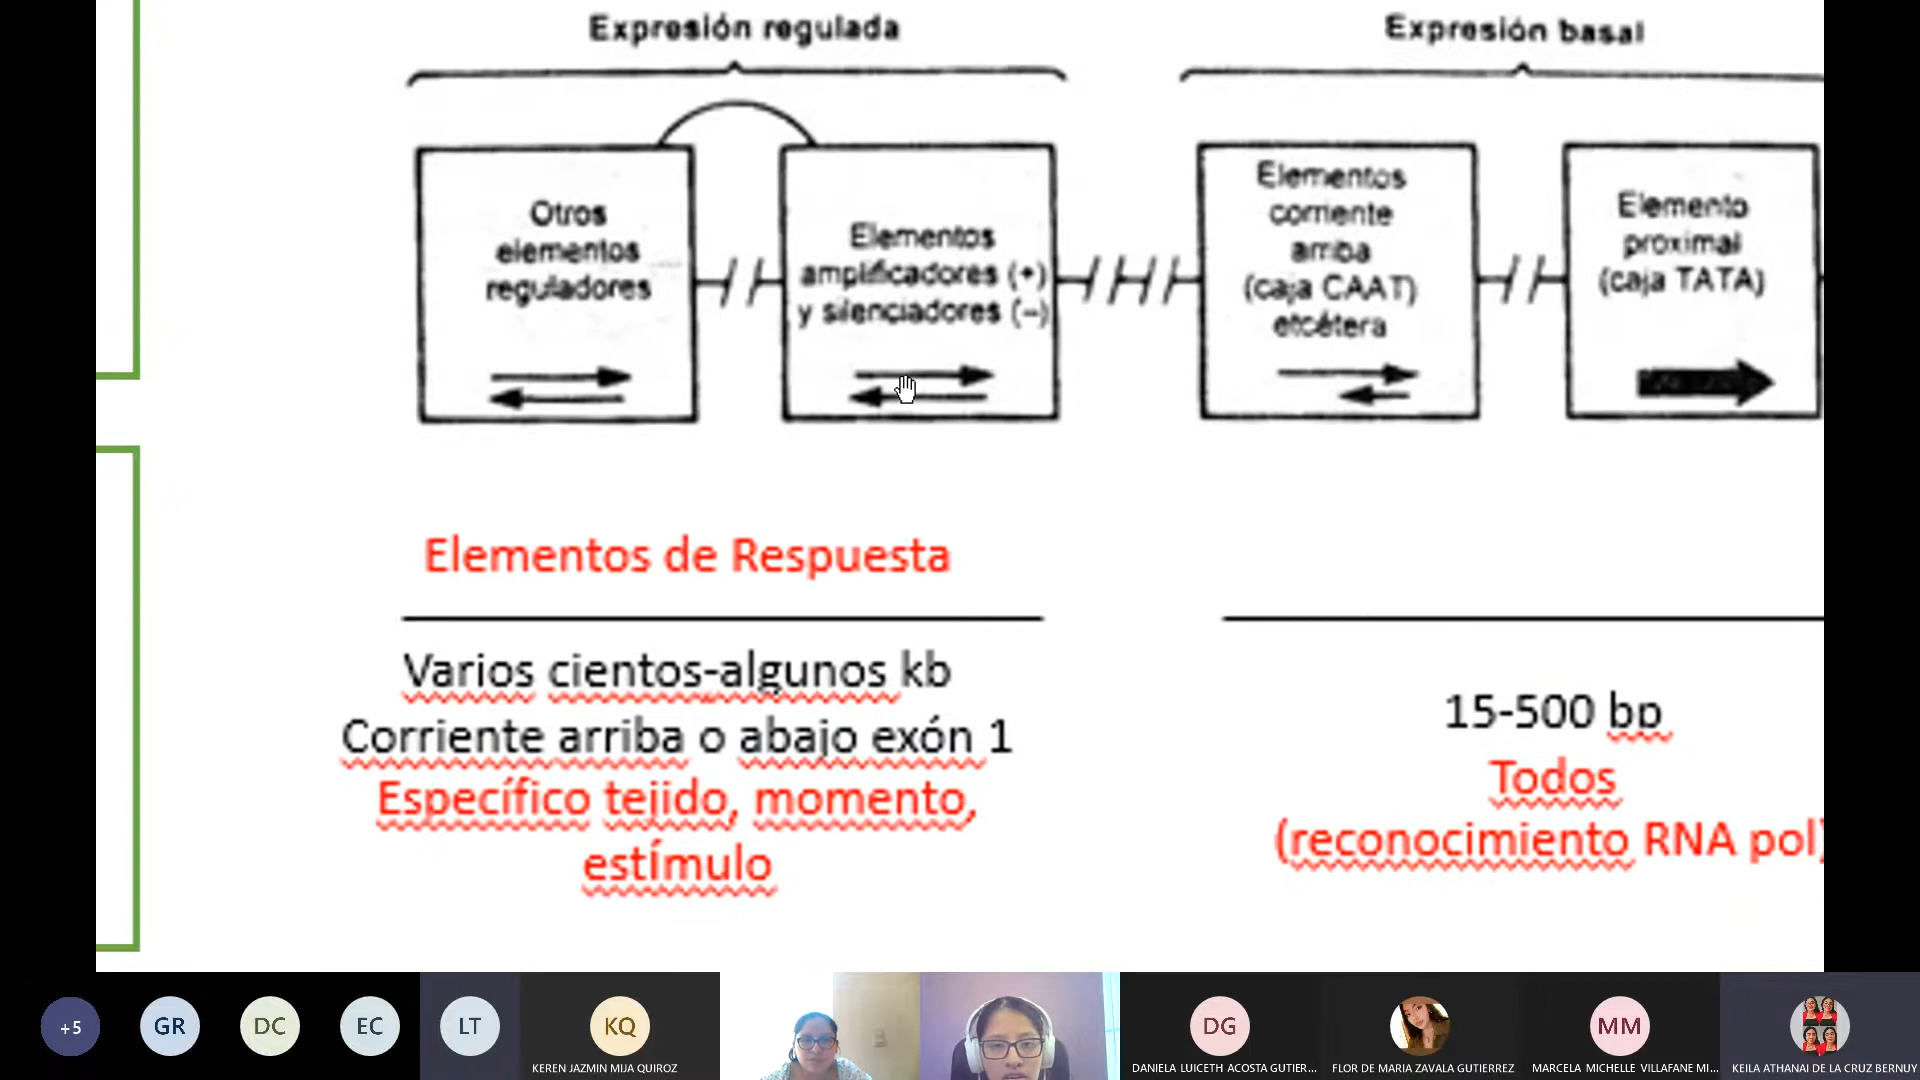 Expresión regulada
Expresión basal
Otros
elementos
reguladores
Elementos
amplificadores (+)
y silenciadores (−)
Elementos
corriente
arriba
(caja CAAT)
etcétera
Elemento
proximal
(caja TATA)
Elementos de Respuesta
Varios cientos-algunos kb
Corriente arriba o abajo exón 1
Específico tejido, momento,
estímulo
15-500 bp
Todos
(reconocimiento RNA pol)
+5
GR
DC
EC
LT
KQ
KEREN JAZMIN MIJA QUIROZ
DG
DANIELA LUICETH ACOSTA GUTIER...
FLOR DE MARIA ZAVALA GUTIERREZ
MM
MARCELA MICHELLE VILLAFANE MI...
KEILA ATHANAI DE LA CRUZ BERNUY